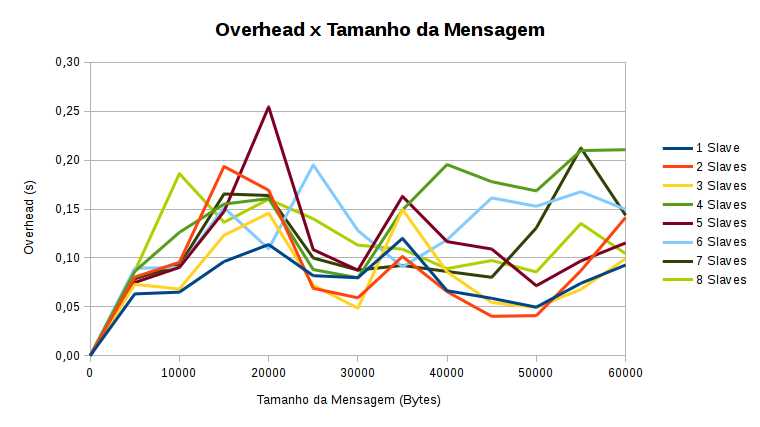 Overhead x Tamanho da Mensagem
0,30
0,25
0,20
0,15
0,10
0,05
0,00
Overhead (s)
0 10000 20000 30000 40000 50000 60000
Tamanho da Mensagem (Bytes)
1 Slave
2 Slaves
3 Slaves
4 Slaves
5 Slaves
6 Slaves
7 Slaves
8 Slaves